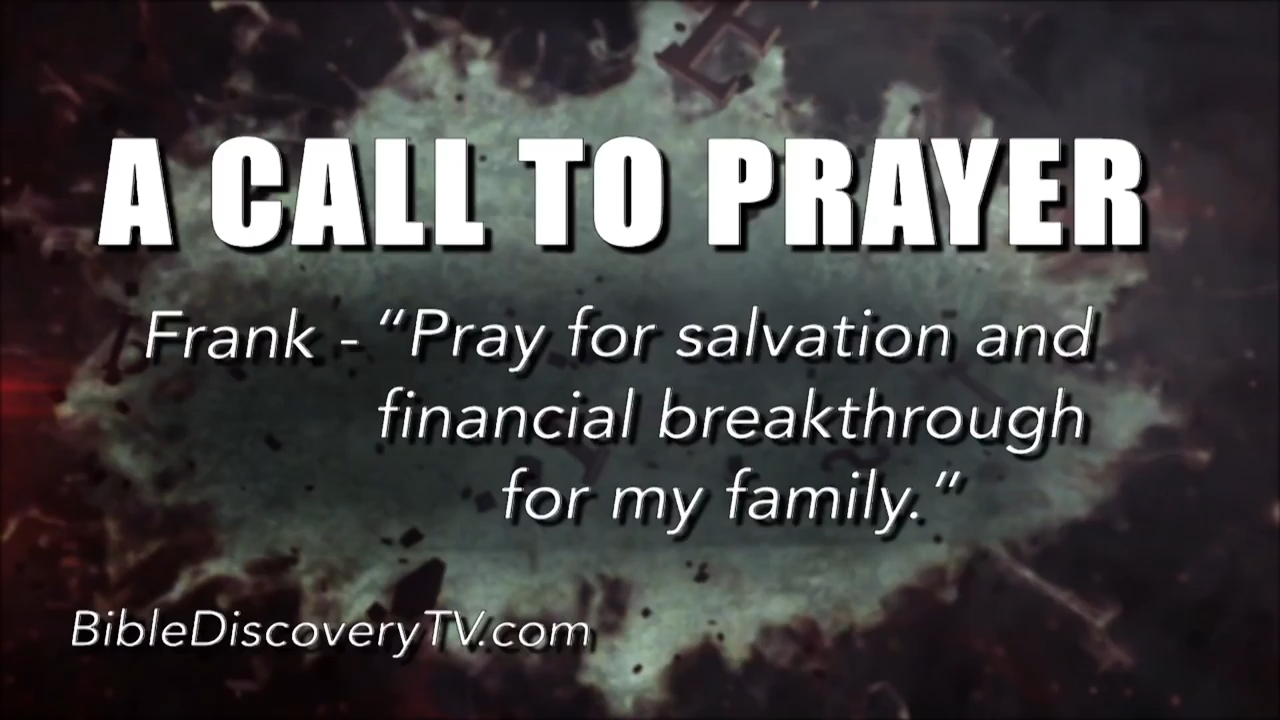 A CALL TO PRAYER
Frank - “Pray for salvation and
financial breakthrough
for my family.”
BibleDiscoveryTV.com